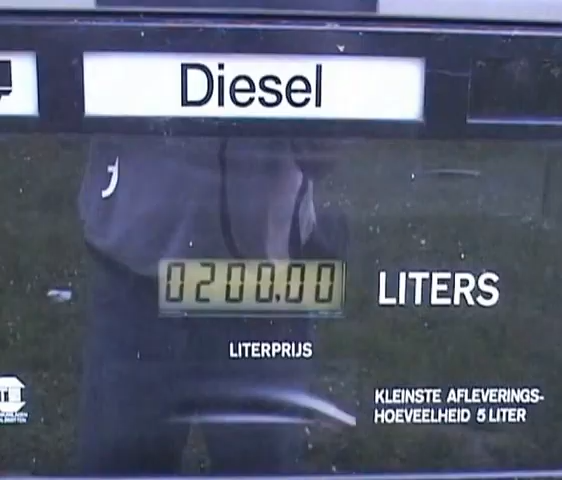 Diesel
0200.00 LITERS
LITERPRIJS
KLEINSTE AFLEVERINGS-
HOEVEELHEID 5 LITER